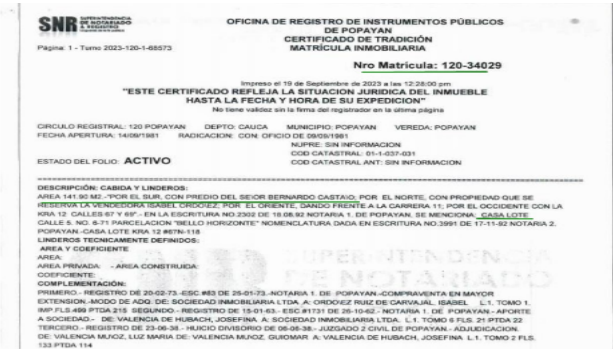 SNR SUPERINTENDENCIA DE NOTARIADO & REGISTRO
OFICINA DE REGISTRO DE INSTRUMENTOS PÚBLICOS
DE POPAYAN
CERTIFICADO DE TRADICIÓN
MATRÍCULA INMOBILIARIA
Página: 1 - Turno 2023-120-1-68573
Nro Matrícula: 120-34029
Impreso el 19 de Septiembre de 2023 a las 12:28:00 pm
"ESTE CERTIFICADO REFLEJA LA SITUACION JURIDICA DEL INMUEBLE
HASTA LA FECHA Y HORA DE SU EXPEDICION"
No tiene validez sin la firma del registrador en la última página
CIRCULO REGISTRAL: 120 POPAYAN DEPTO: CAUCA MUNICIPIO: POPAYAN VEREDA: POPAYAN
FECHA APERTURA: 14/09/1981 RADICACION: CON: OFICIO DE 09/09/1981
NUPRE: SIN INFORMACION
COD CATASTRAL: 01-1-037-031
ESTADO DEL FOLIO: ACTIVO COD CATASTRAL ANT: SIN INFORMACION
DESCRIPCIÓN: CABIDA Y LINDEROS:
AREA 141.90 M2.-"POR EL SUR, CON PREDIO DEL SE/OR BERNARDO CASTA/O; POR EL NORTE, CON PROPIEDAD QUE SE
RESERVA LA VENDEDORA ISABEL ORDO/EZ; POR EL ORIENTE, DANDO FRENTE A LA CARRERA 11; POR EL OCCIDENTE CON LA
KRA 12 CALLES 67 Y 69".- EN LA ESCRITURA NO.2302 DE 18.08.92 NOTARIA 1. DE POPAYAN, SE MENCIONA: CASA LOTE
CALLE 5. NO. 6-71 PARCELACION "BELLO HORIZONTE" NOMENCLATURA DADA EN ESCRITURA NO.3991 DE 17-11-92 NOTARIA 2.
POPAYAN.-CASA LOTE KRA 12 #67N-118
LINDEROS TECNICAMENTE DEFINIDOS:
AREA Y COEFICIENTE
AREA:
AREA PRIVADA: - AREA CONSTRUIDA:
COEFICIENTE:
COMPLEMENTACIÓN:
PRIMERO.- REGISTRO DE 20-02-73.-ESC #83 DE 25-01-73.-NOTARIA 1. DE POPAYAN-COMPRAVENTA EN MAYOR
EXTENSION.-MODO DE ADQ. DE: SOCIEDAD INMOBILIARIA LTDA. A: ORDO/EZ RUIZ DE CARVAJAL, ISABEL L.1, TOMO 1.
IMP.FLS.499 PTDA 215 SEGUNDO.- REGISTRO DE 15-01-63.- ESC #1731 DE 26-10-62.- NOTARIA 1. DE POPAYAN.- APORTE
A SOCIEDAD.- DE: VALENCIA DE HUBACH, JOSEFINA A: SOCIEDAD INMOBILIARIA LTDA. L.1, TOMO 6 FLS. 21 PTDA 22
TERCERO.- REGISTRO DE 23-06-38.- HUICIO DIVISORIO DE 06-06-38.- JUZGADO 2 CIVIL DE POPAYAN.- ADJUDICACION.
DE: VALENCIA MU/OZ, LUZ MARIA DE: VALENCIA MU/OZ, GUIOMAR A: VALENCIA DE HUBACH, JOSEFINA L.1, TOMO 2 FLS.
133 PTDA 114